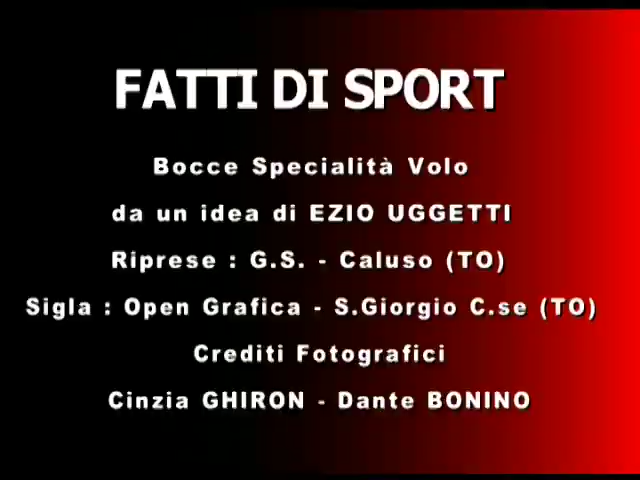 FATTI DI SPORT
Bocce Specialità Volo
da un idea di EZIO UGGETTI
Riprese : G.S. - Caluso (TO)
Sigla : Open Grafica - S.Giorgio C.se (TO)
Crediti Fotografici
Cinzia GHIRON - Dante BONINO